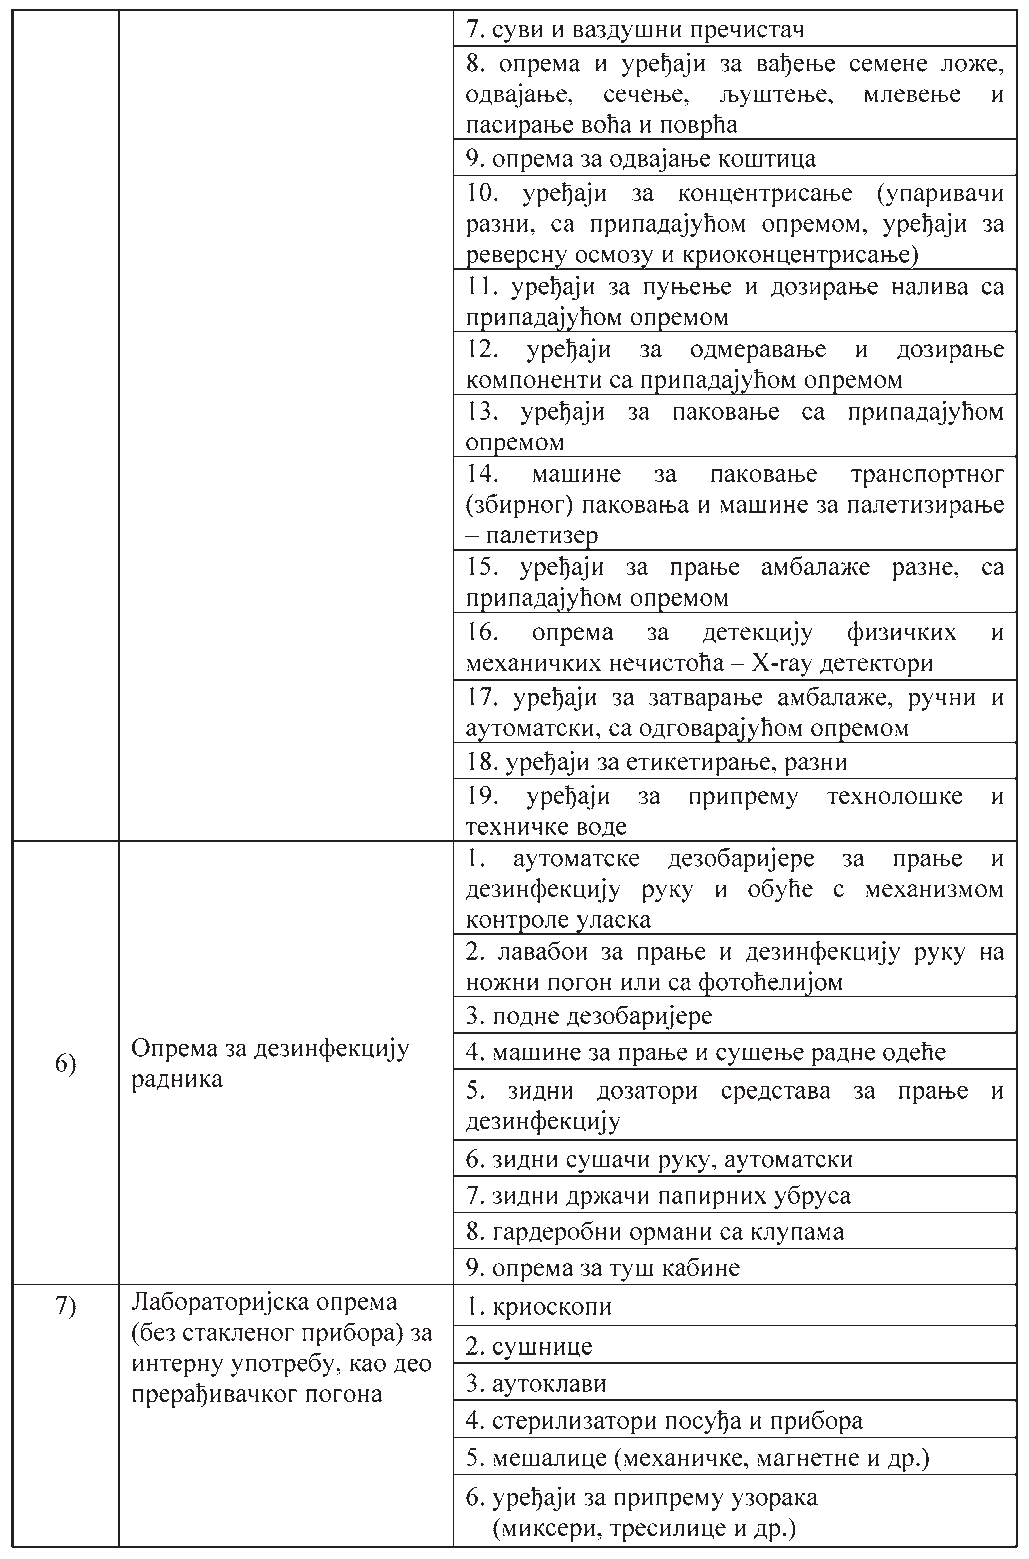 7. суви и ваздушни пречистач
8. опрема и уређаји за вађење семене ложе,
одвајање, сечење, љуштење, млевење и
пасирање воћа и поврћа
9. опрема за одвајање коштица
10. уређаји за концентрисање (упаривачи
разни, са припадајућом опремом, уређаји за
реверсну осмозу и криоконцентрисање)
11. уређаји за пуњење и дозирање налива са
припадајућом опремом
12. уређаји за одмеравање и дозирање
компоненти са припадајућом опремом
13. уређаји за паковање са припадајућом
опремом
14. машине за паковање транспортног
(збирног) паковања и машине за палетизирање
– палетизер
15. уређаји за прање амбалаже разне, са
припадајућом опремом
16. опрема за детекцију физичких и
механичких нечистоћа – X-ray детектори
17. уређаји за затварање амбалаже, ручни и
аутоматски, са одговарајућом опремом
18. уређаји за етикетирање, разни
19. уређаји за припрему технолошке и
техничке воде
6)
Опрема за дезинфекцију
радника
1. аутоматске дезобаријере за прање и
дезинфекцију руку и обуће с механизмом
контроле уласка
2. лавабои за прање и дезинфекцију руку на
ножни погон или са фотоћелијом
3. подне дезобаријере
4. машине за прање и сушење радне одеће
5. зидни дозатори средстава за прање и
дезинфекцију
6. зидни сушачи руку, аутоматски
7. зидни држачи папирних убруса
8. гардеробни ормани са клупама
9. опрема за туш кабине
7)
Лабораторијска опрема
(без стакленог прибора) за
интерну употребу, као део
прерађивачког погона
1. криоскопи
2. сушнице
3. аутоклави
4. стерилизатори посуђа и прибора
5. мешалице (механичке, магнетне и др.)
6. уређаји за припрему узорака
(миксери, тресилице и др.)